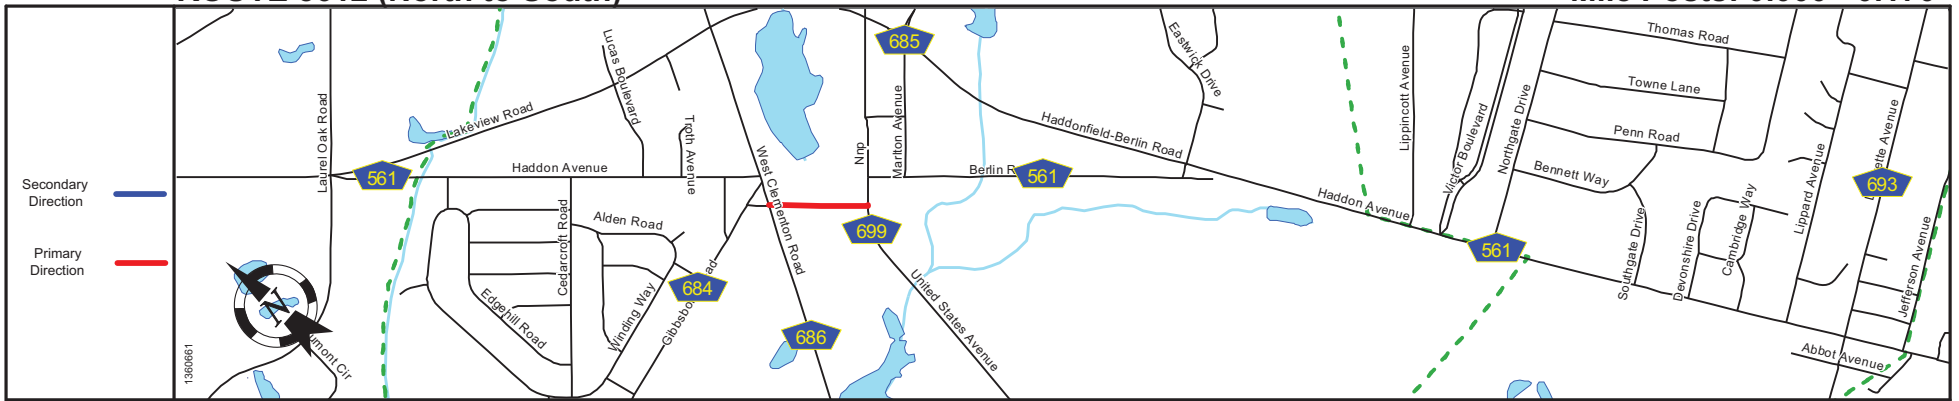 Secondary
Direction
Primary
Direction
1360661
N
Laurel Oak Road
Lakeview Road
561
Haddon Avenue
Lucas Boulevard
Troth Avenue
Cedarcroft Road
Alden Road
Edgehill Road
Winding Way
684
West Clementon Road
686
685
Marlton Avenue
699
United States Avenue
561
Haddonfield-Berlin Road
Eastwick Drive
Haddon Avenue
Lippincott Avenue
Victor Boulevard
Northgate Drive
561
Thomas Road
Towne Lane
Penn Road
Bennett Way
Southgate Drive
Devonshire Drive
Cambridge Way
Lippard Avenue
693
Avenue
Jefferson Avenue
Abbot Avenue
Cir